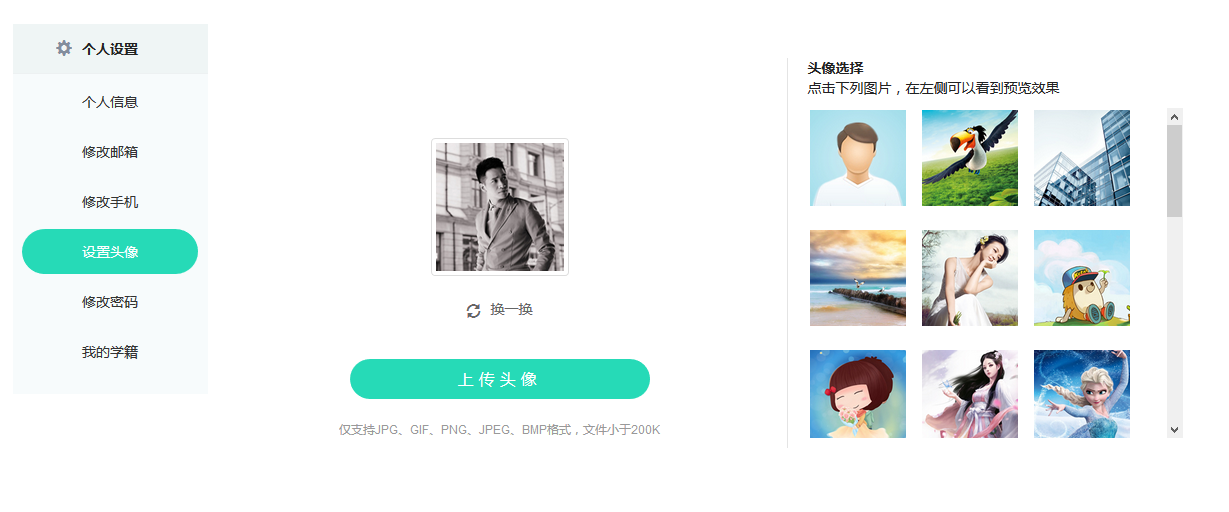 个人设置
个人信息
修改邮箱
修改手机
设置头像
修改密码
我的学籍
换一换
上传头像
仅支持JPG、GIF、PNG、JPEG、BMP格式，文件小于200K
头像选择
点击下列图片，在左侧可以看到预览效果